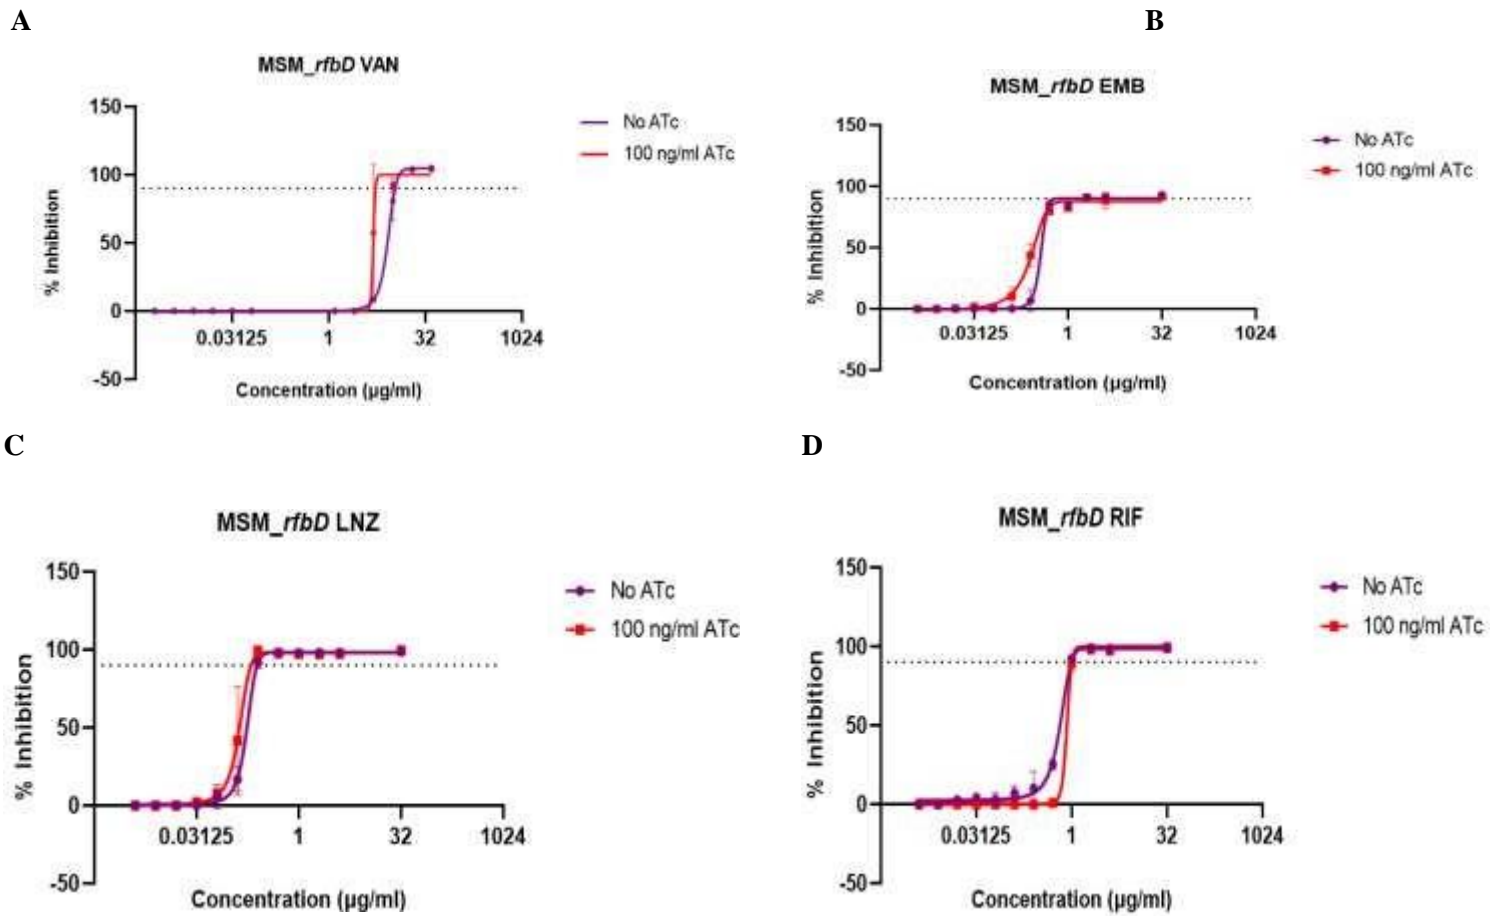 A
B
MSM_rfbD VAN
150
100
50
0
-50
% Inhibition
0.03125 1 32 1024
Concentration (µg/ml)
No ATc
100 ng/ml ATc
MSM_rfbD EMB
150
100
50
0
-50
% Inhibition
0.03125 1 32 1024
Concentration (µg/ml)
No ATc
100 ng/ml ATc
C
D
MSM_rfbD LNZ
150
100
50
0
-50
% Inhibition
0.03125 1 32 1024
Concentration (µg/ml)
No ATc
100 ng/ml ATc
MSM_rfbD RIF
150
100
50
0
-50
% Inhibition
0.03125 1 32 1024
Concentration (µg/ml)
No ATc
100 ng/ml ATc